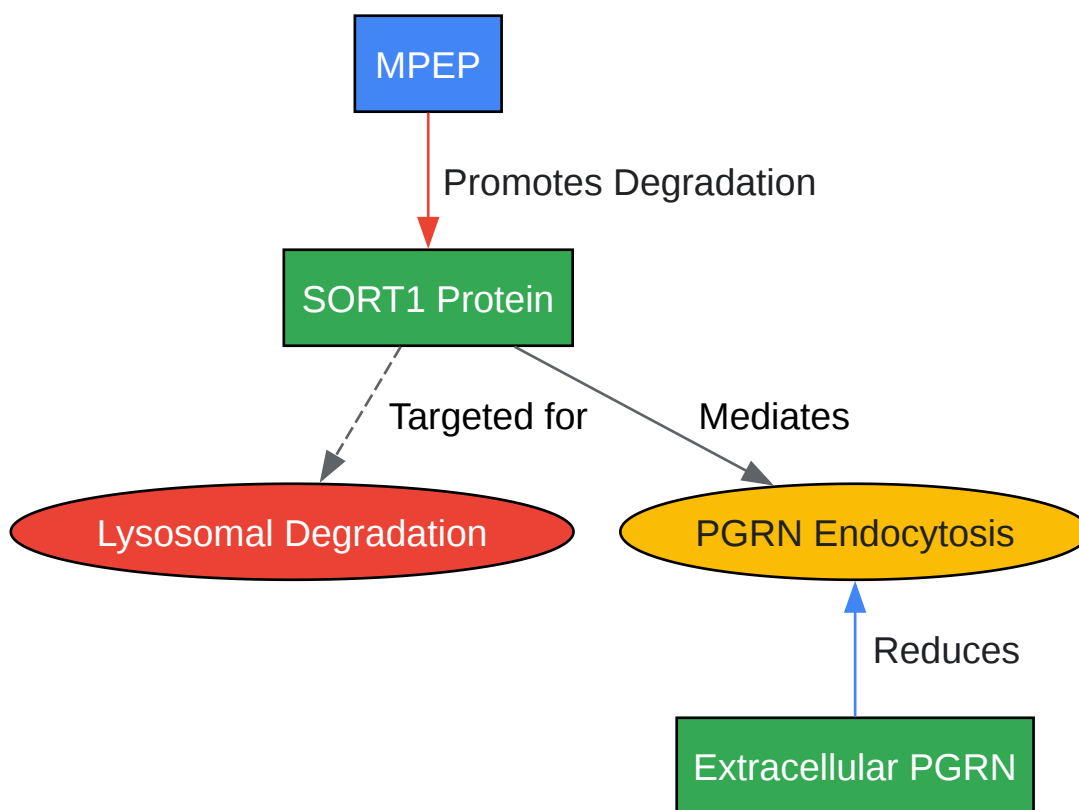 MPEP
Promotes Degradation
SORT1 Protein
Targeted for
Mediates
Lysosomal Degradation
PGRN Endocytosis
Reduces
Extracellular PGRN